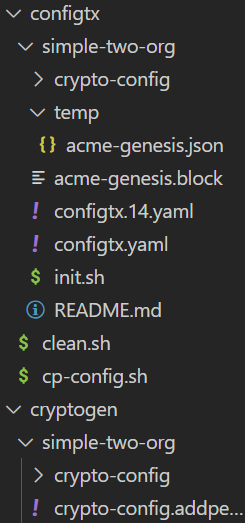 configtx
simple-two-org
crypto-config
temp
acme-genesis.json
acme-genesis.block
configtx.14.yaml
configtx.yaml
init.sh
README.md
clean.sh
cp-config.sh
cryptogen
simple-two-org
crypto-config
crypto-config.addpe...